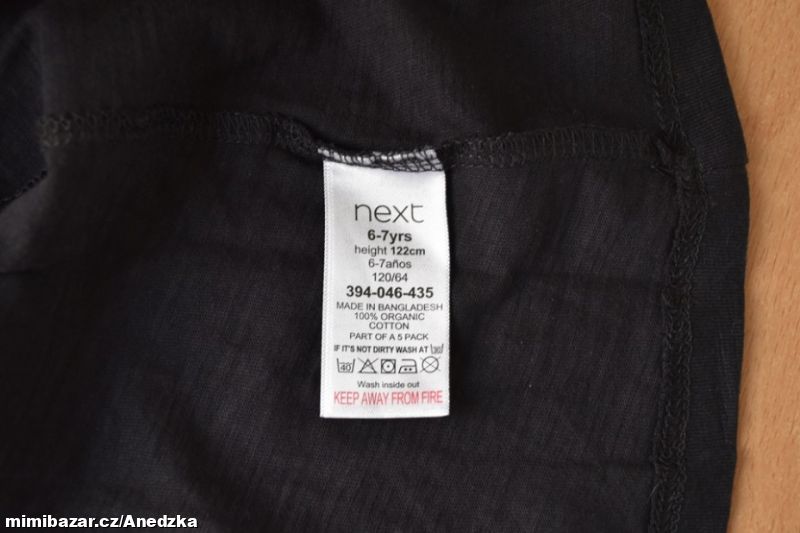 next
6-7yrs
height 122cm
6-7años
120/64
394-046-435
MADE IN BANGLADESH
100% ORGANIC
COTTON
PART OF A 5 PACK
IF IT'S NOT DIRTY WASH AT 30°
40
Wash inside out
KEEP AWAY FROM FIRE
mimibazar.cz/Anedzka